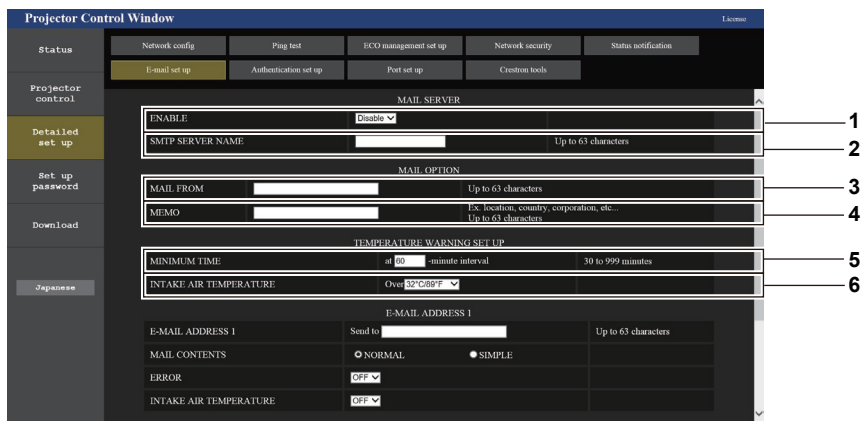 Projector Control Window
License
Status
Network config
Ping test
ECO management set up
Network security
Status notification
E-mail set up
Authentication set up
Port set up
Crestron tools
Projector
control
Detailed
set up
Set up
password
Download
Japanese
MAIL SERVER
ENABLE Disable 1
SMTP SERVER NAME Up to 63 characters 2
MAIL OPTION
MAIL FROM Up to 63 characters 3
MEMO Ex. location, country, corporation, etc...
Up to 63 characters 4
TEMPERATURE WARNING SET UP
MINIMUM TIME at 60 -minute interval 30 to 999 minutes 5
INTAKE AIR TEMPERATURE Over 32°C/89°F 6
E-MAIL ADDRESS 1
E-MAIL ADDRESS 1 Send to Up to 63 characters
MAIL CONTENTS NORMAL SIMPLE
ERROR OFF
INTAKE AIR TEMPERATURE OFF